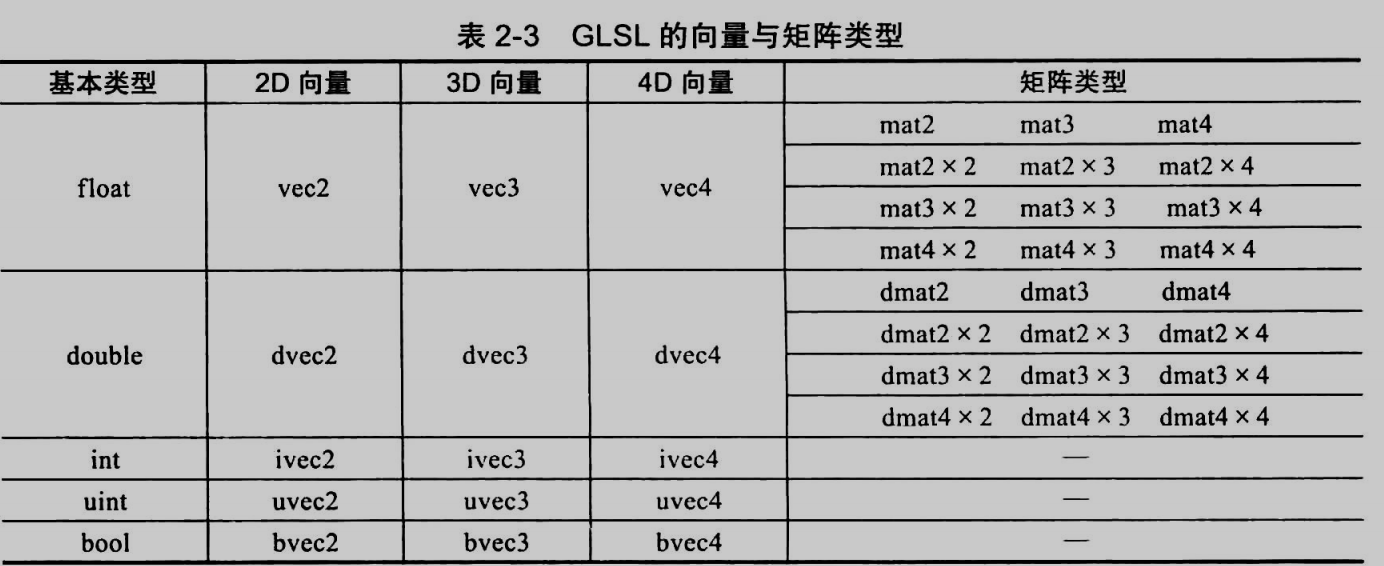 表 2-3 GLSL 的向量与矩阵类型
基本类型 2D 向量 3D 向量 4D 向量 矩阵类型
float vec2 vec3 vec4 mat2 mat3 mat4
mat2 × 2 mat2 × 3 mat2 × 4
mat3 × 2 mat3 × 3 mat3 × 4
mat4 × 2 mat4 × 3 mat4 × 4
double dvec2 dvec3 dvec4 dmat2 dmat3 dmat4
dmat2 × 2 dmat2 × 3 dmat2 × 4
dmat3 × 2 dmat3 × 3 dmat3 × 4
dmat4 × 2 dmat4 × 3 dmat4 × 4
int ivec2 ivec3 ivec4 —
uint uvec2 uvec3 uvec4 —
bool bvec2 bvec3 bvec4 —